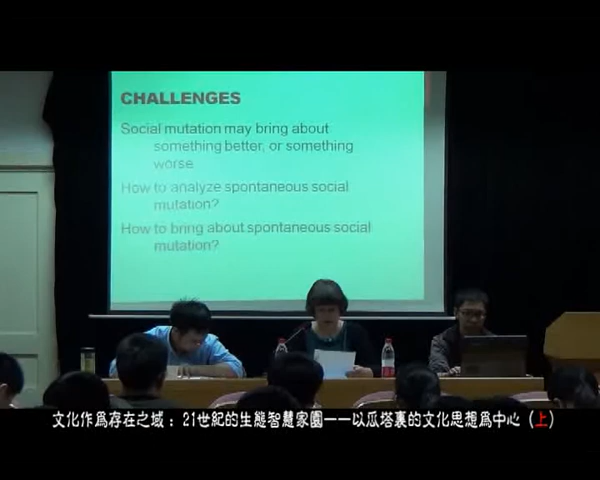 CHALLENGES
Social mutation may bring about
something better, or something
worse
How to analyze spontaneous social
mutation?
How to bring about spontaneous social
mutation?
文化作爲存在之域：21世紀的生態智慧家園——以瓜塔裏的文化思想爲中心（上）